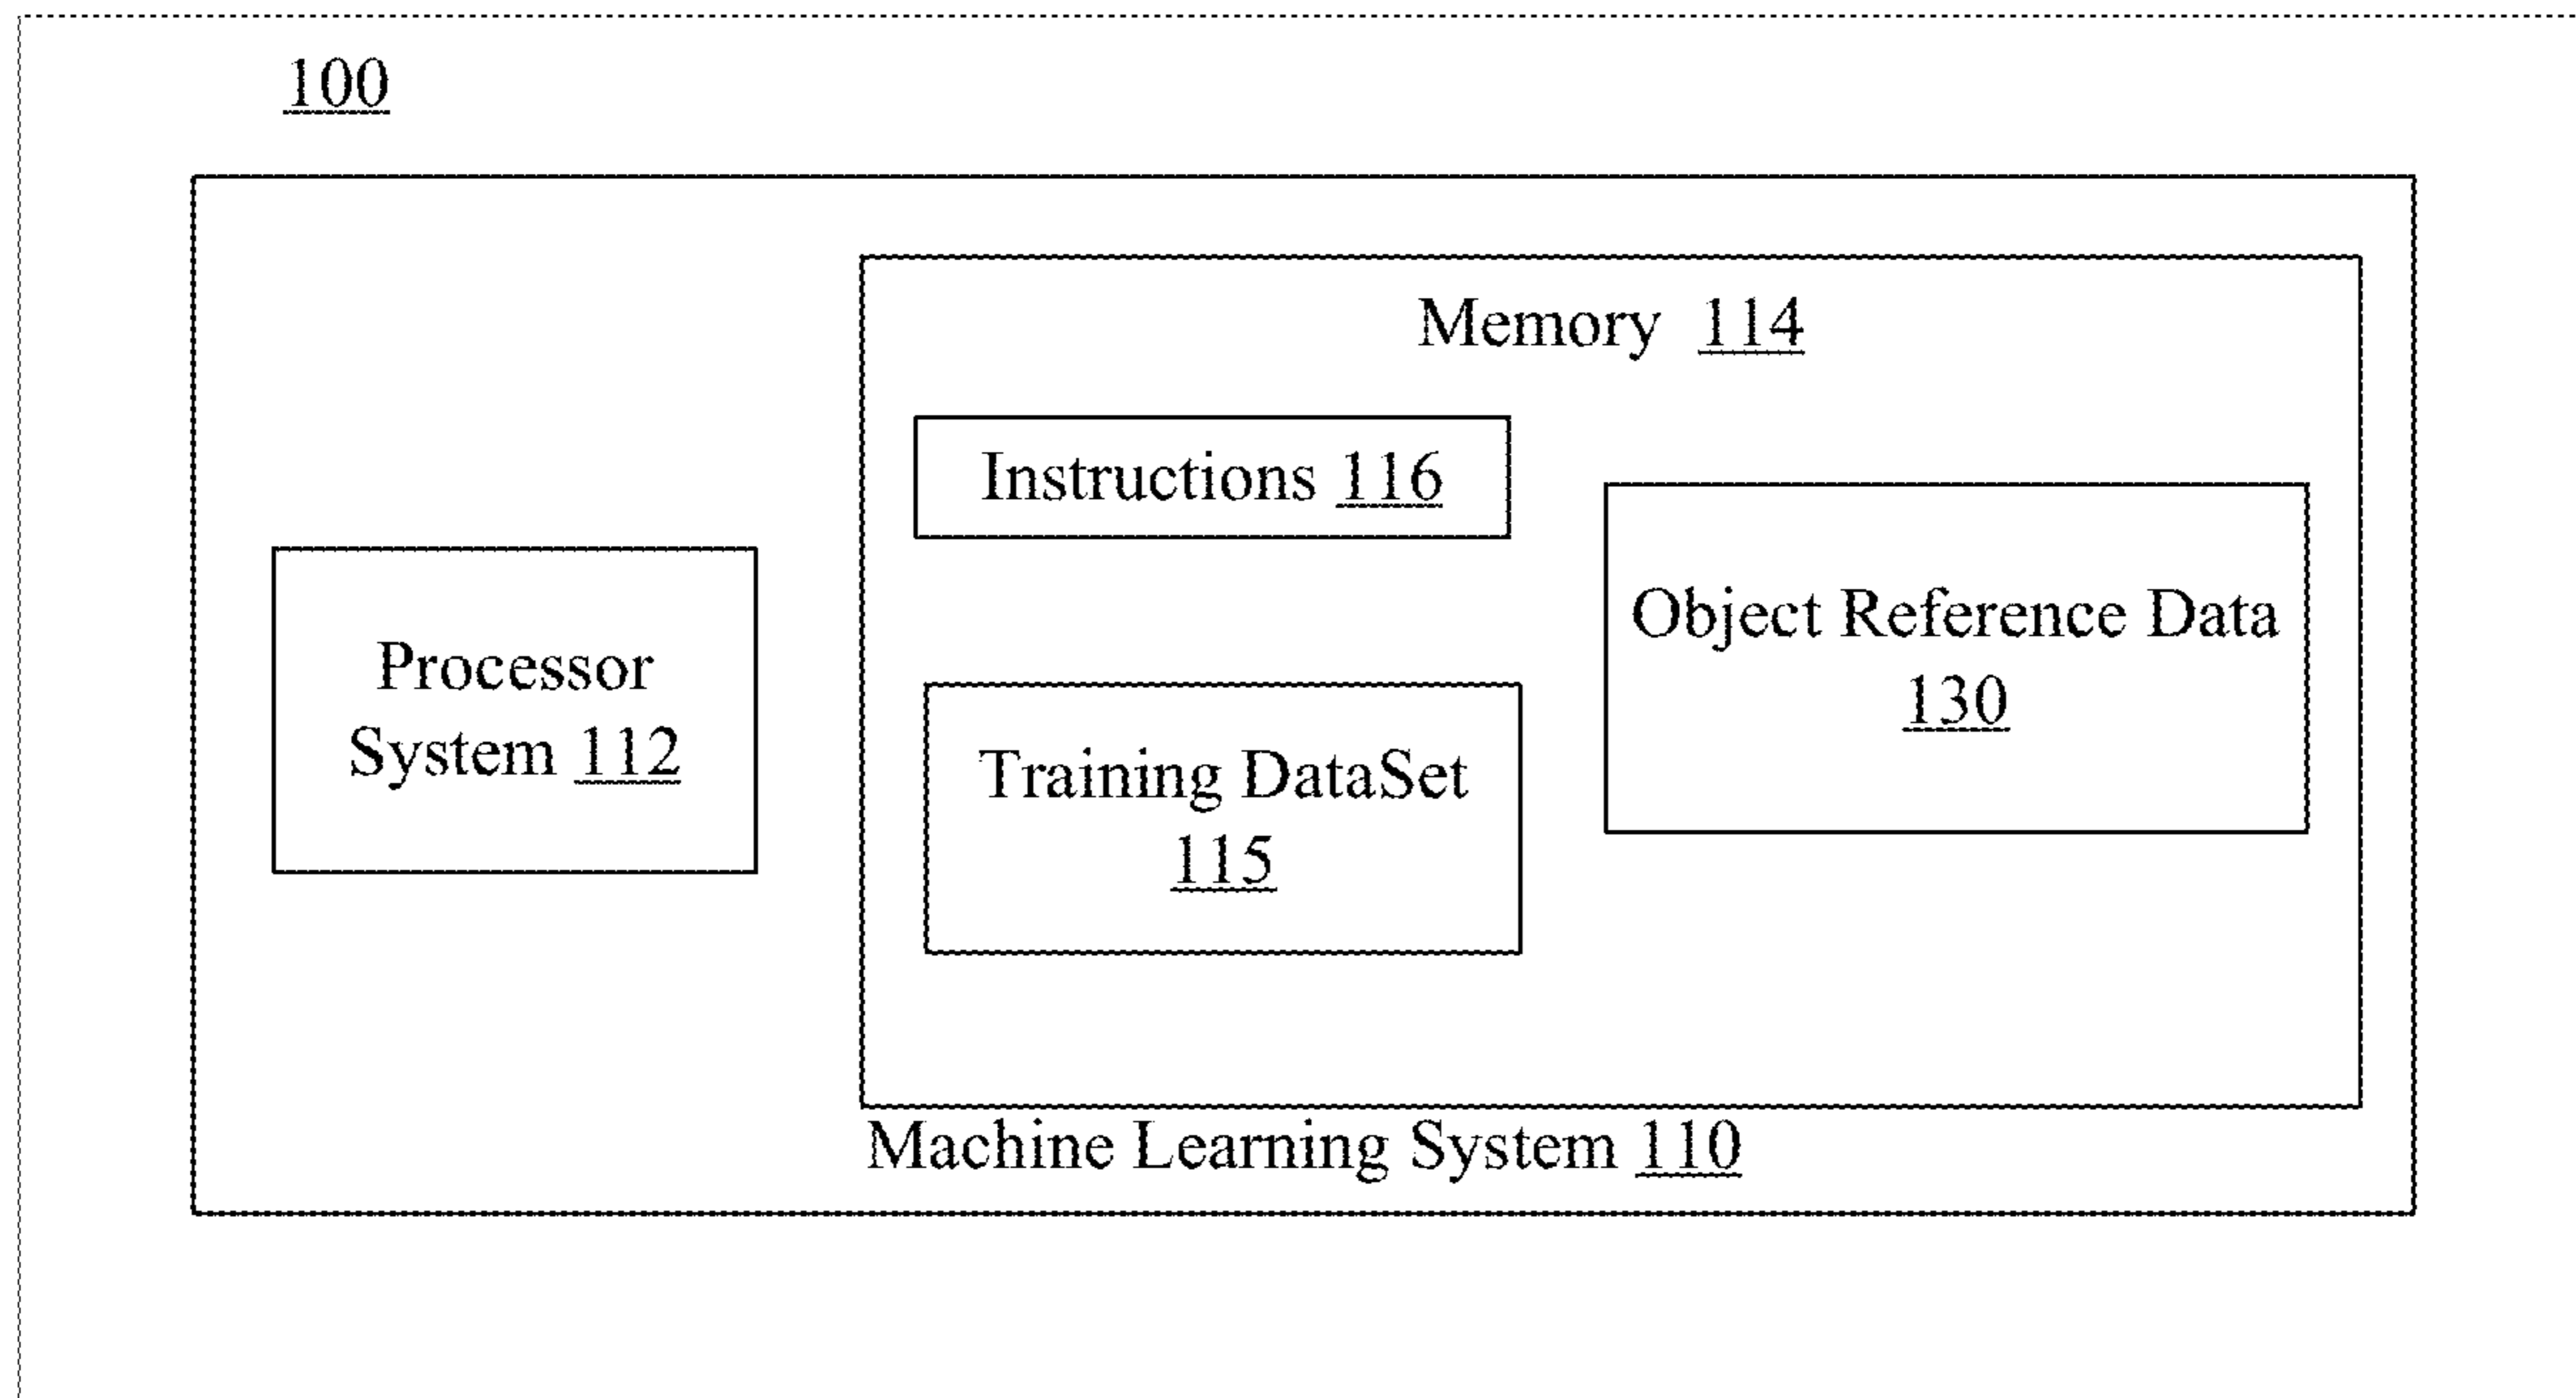 100
Memory 114
Instructions 116
Object Reference Data
130
Processor
System 112
Training DataSet
115
Machine Learning System 110